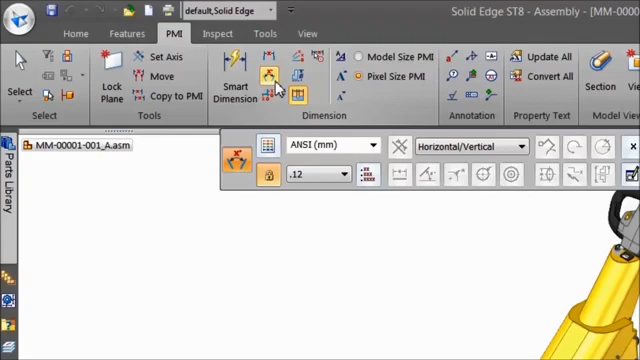 default,Solid Edge
Solid Edge ST8 - Assembly - [MM-000
Home
Features
PMI
Inspect
Tools
View
Select
Select
Lock
Plane
Set Axis
Move
Copy to PMI
Tools
Smart
Dimension
Model Size PMI
Pixel Size PMI
Dimension
Annotation
Update All
Convert All
Property Text
Section
View
Model Vi
Parts Library
MM-00001-001_A.asm
ANSI (mm)
Horizontal/Vertical
.12